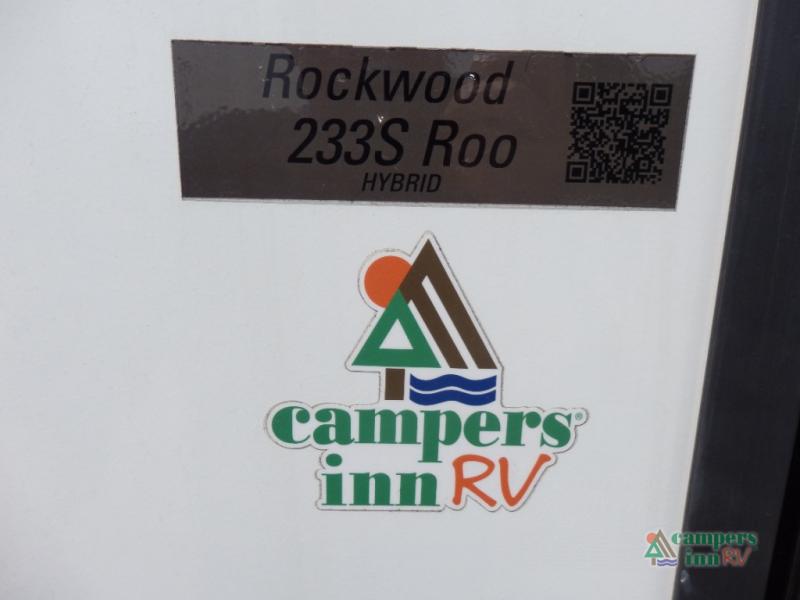 Rockwood
233S Roo
HYBRID
campers®
inn RV
campers
inn RV